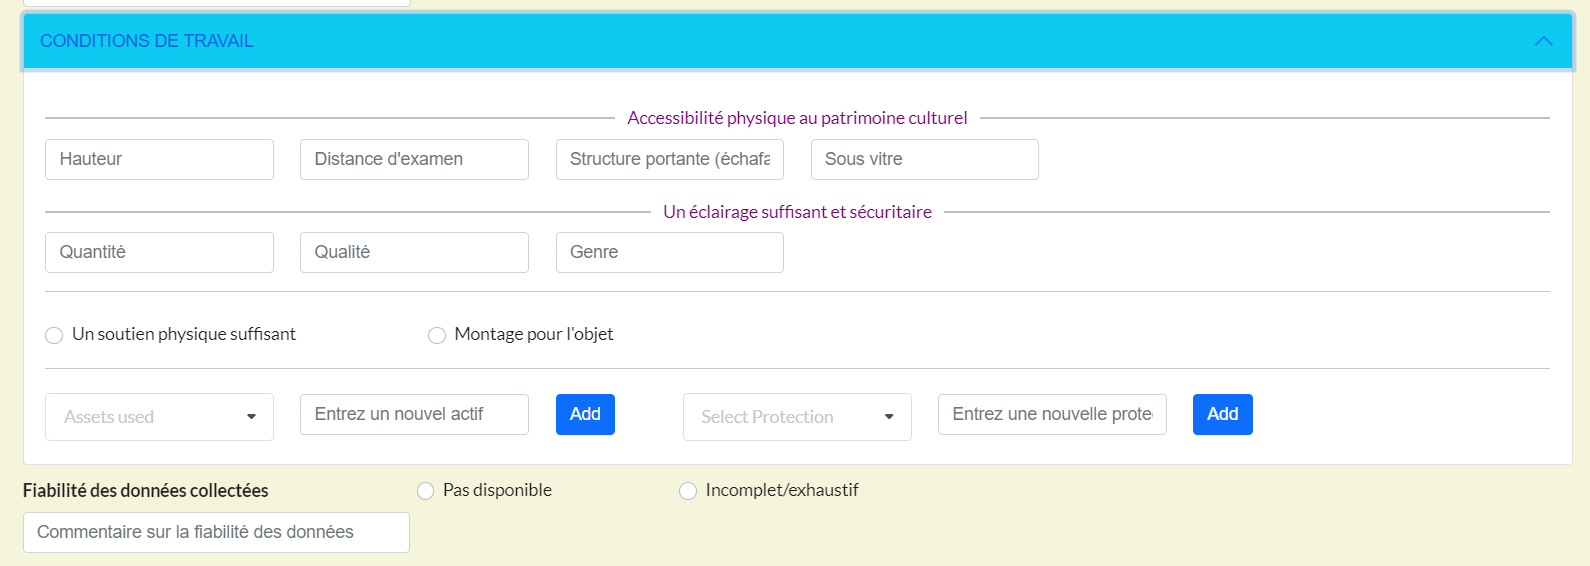 CONDITIONS DE TRAVAIL
Accessibilité physique au patrimoine culturel
Hauteur Distance d'examen Structure portante (échafa Sous vitre
Un éclairage suffisant et sécuritaire
Quantité Qualité Genre
Un soutien physique suffisant Montage pour l'objet
Assets used Entrez un nouvel actif Add Select Protection Entrez une nouvelle prote Add
Fiabilité des données collectées Pas disponible Incomplet/exhaustif
Commentaire sur la fiabilité des données